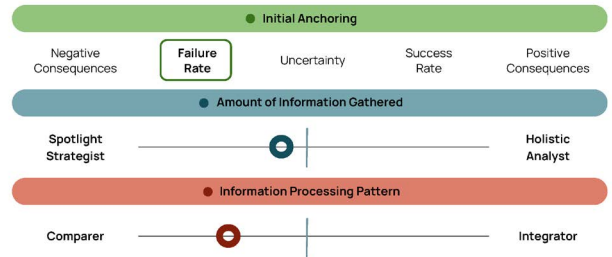 Initial Anchoring
Negative
Consequences
Failure
Rate
Uncertainty
Success
Rate
Positive
Consequences
Amount of Information Gathered
Spotlight
Strategist
Holistic
Analyst
Information Processing Pattern
Comparer
Integrator